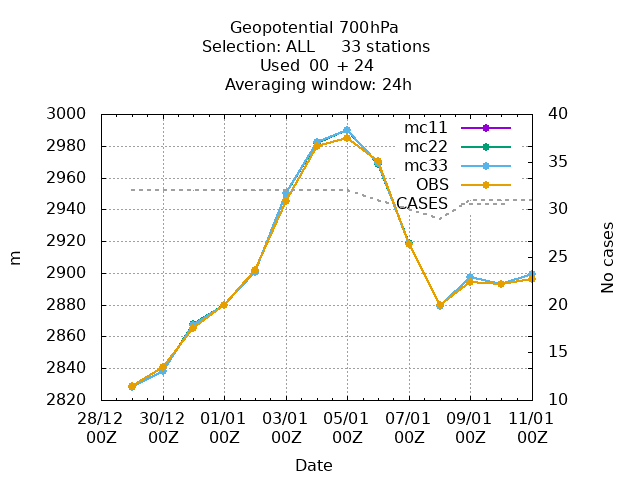 Geopotential 700hPa
Selection: ALL 33 stations
Used 00 + 24
Averaging window: 24h
3000
2980
2960
2940
2920
2900
2880
2860
2840
2820
40
35
30
25
20
15
10
mc11
mc22
mc33
OBS
CASES
m
No cases
28/12 30/12 01/01 03/01 05/01 07/01 09/01 11/01
00Z 00Z 00Z 00Z 00Z 00Z 00Z 00Z
Date